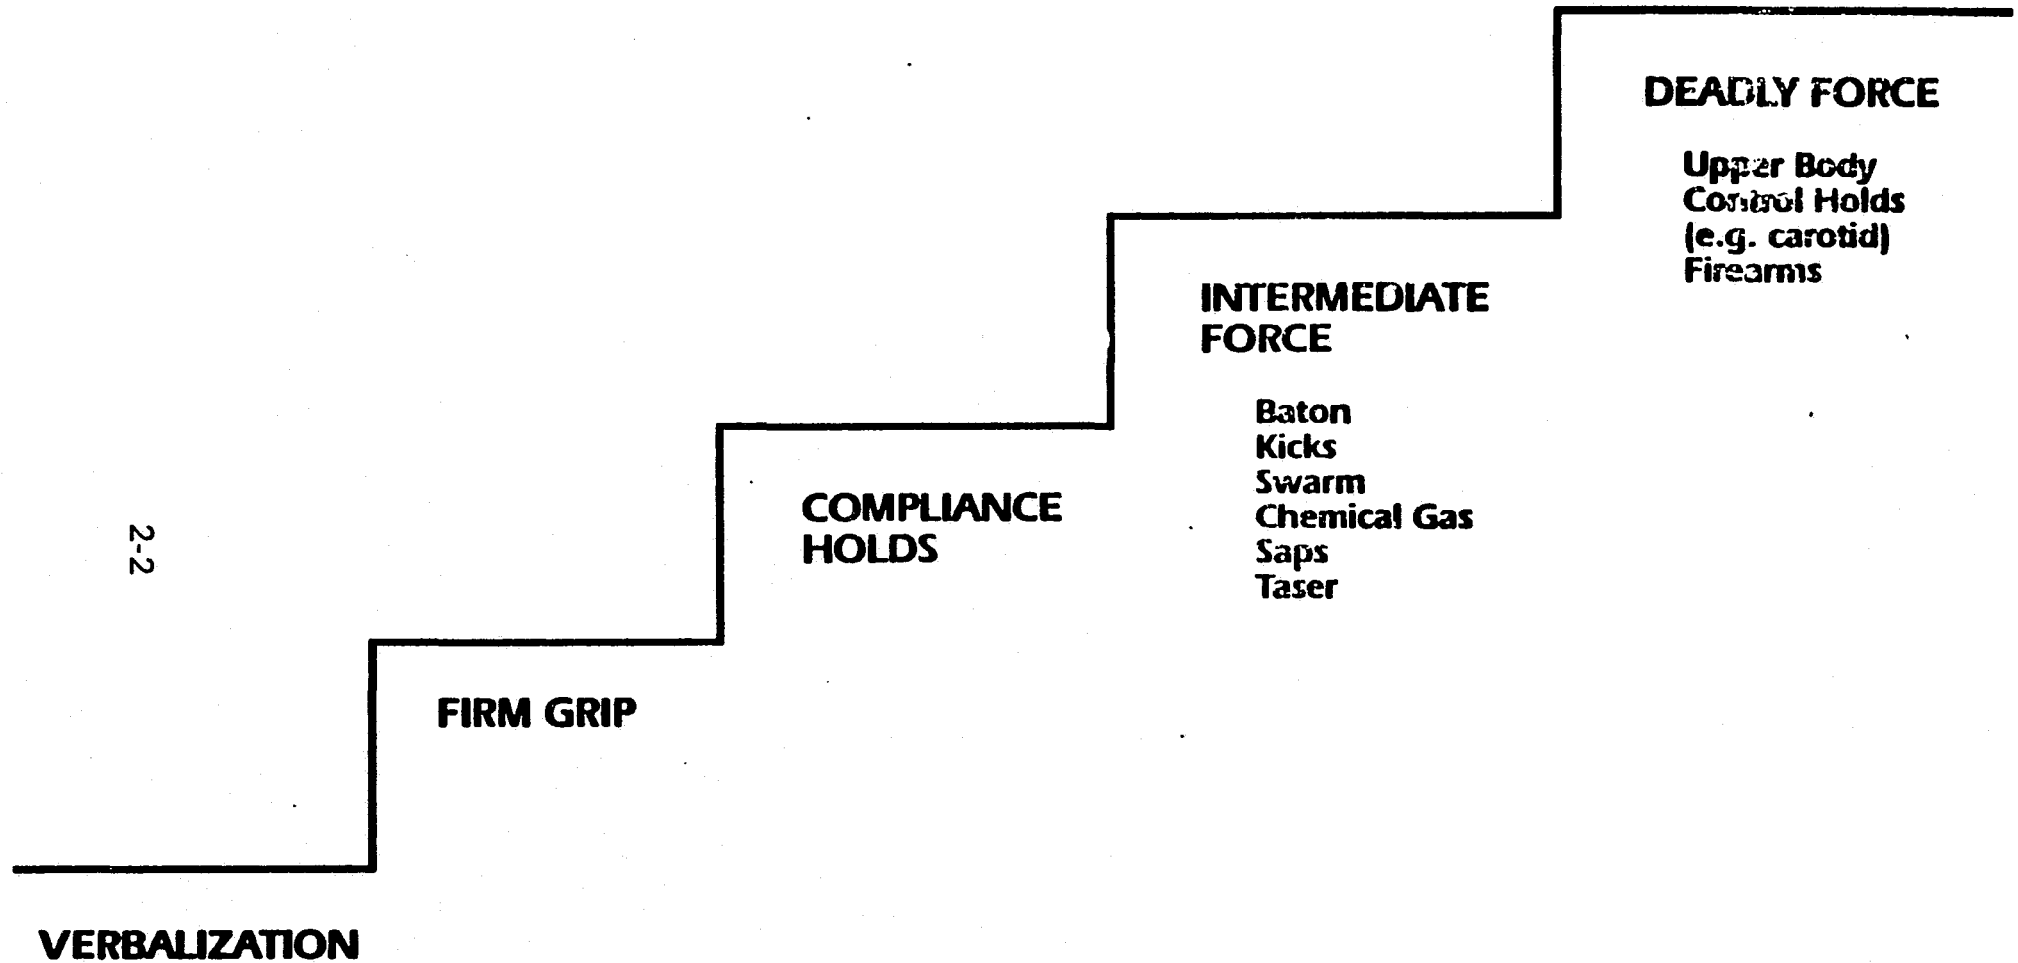 DEADLY FORCE
Upper Body
Control Holds
(e.g. carotid)
Firearms
INTERMEDIATE
FORCE
Baton
Kicks
Swarm
Chemical Gas
Saps
Taser
COMPLIANCE
HOLDS
2-2
FIRM GRIP
VERBALIZATION